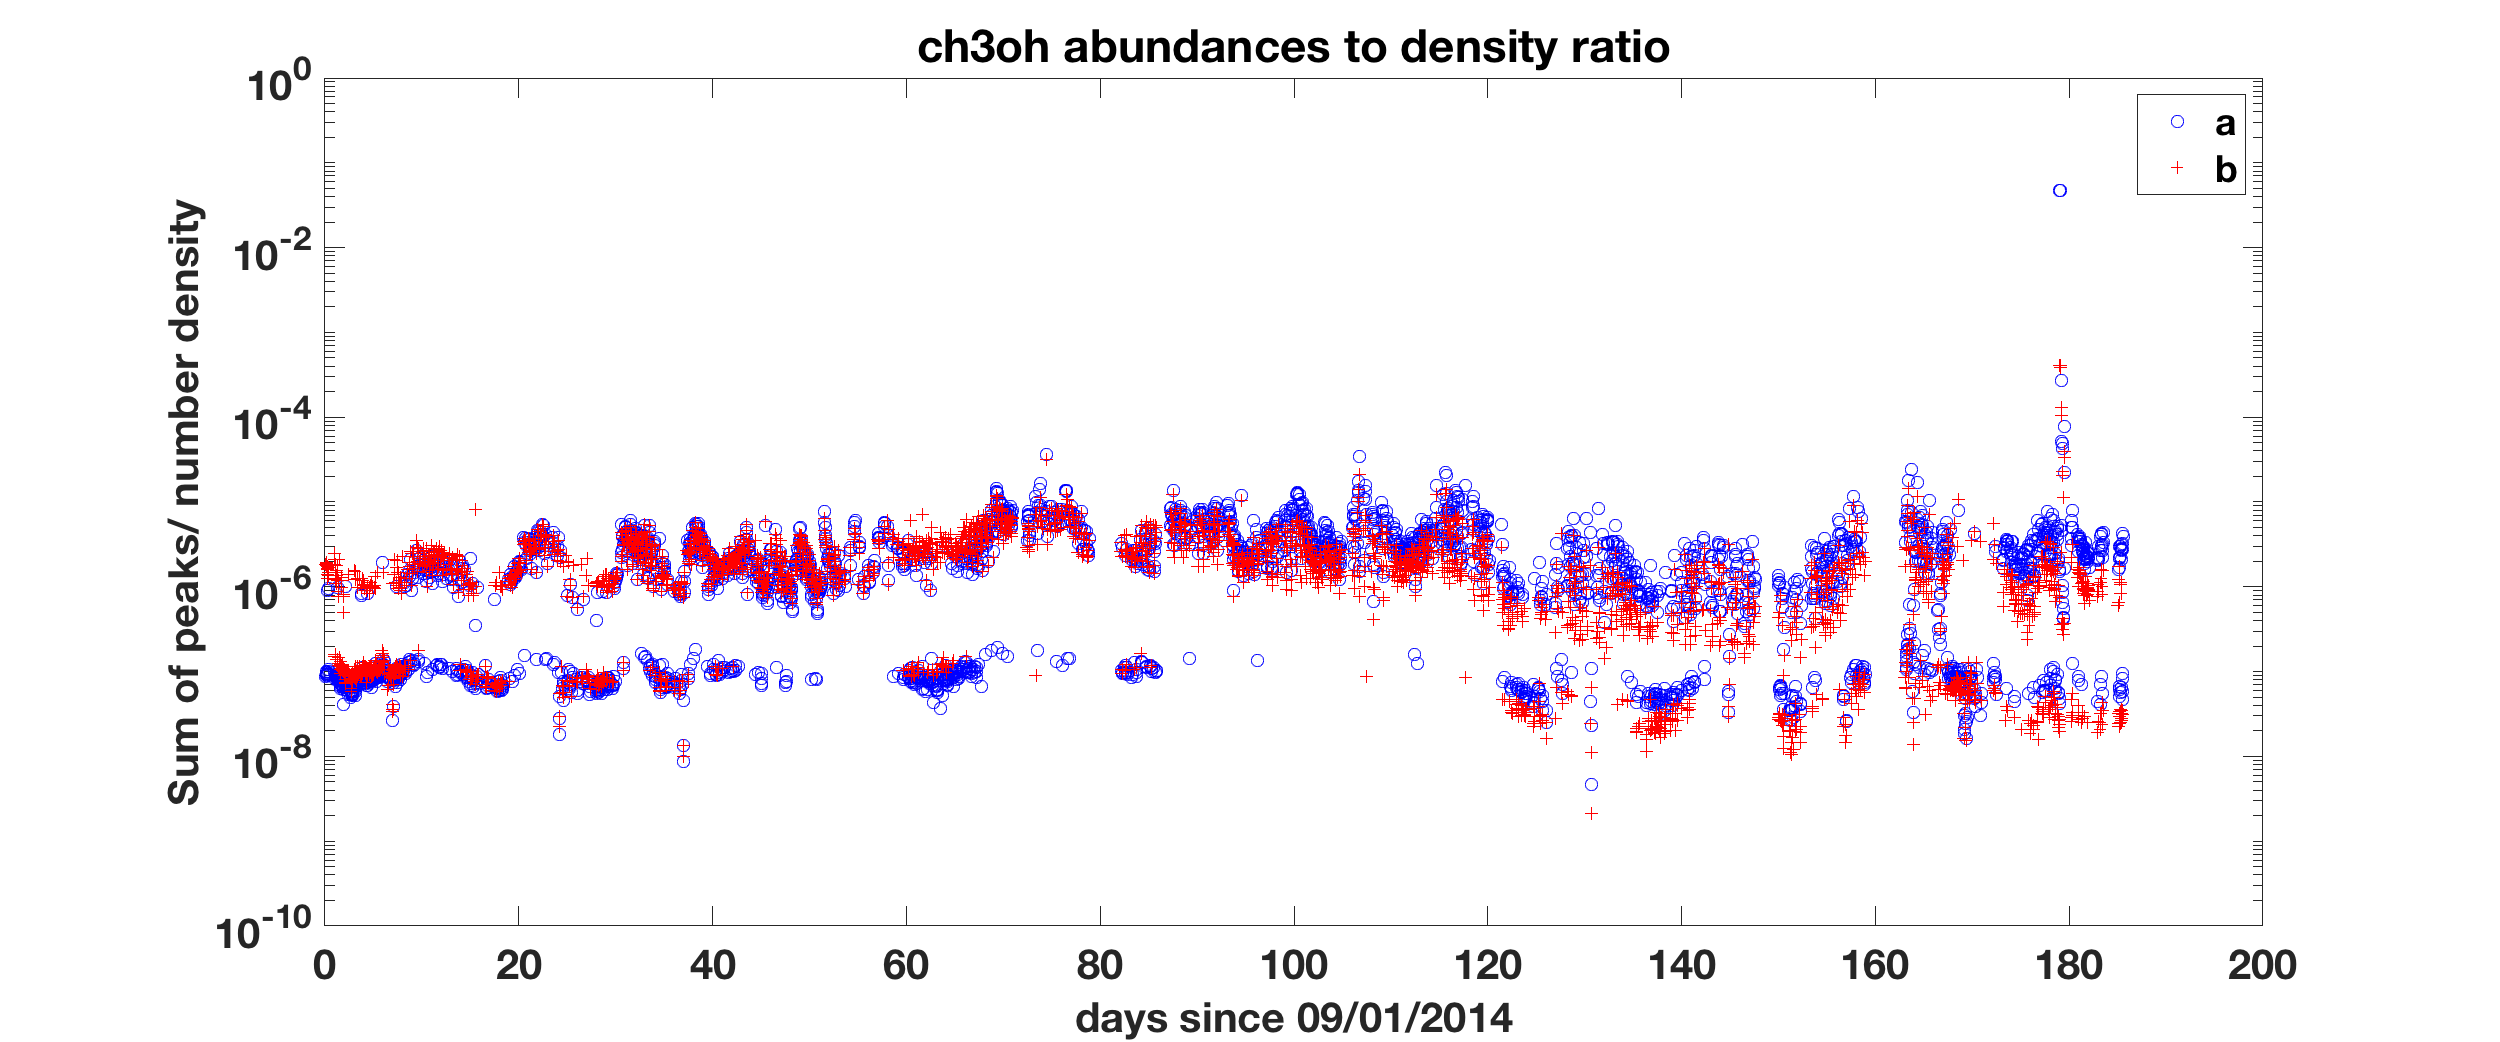 ch3oh abundances to density ratio
10^0
10^-2
10^-4
10^-6
10^-8
10^-10
Sum of peaks/ number density
a
b
0 20 40 60 80 100 120 140 160 180 200
days since 09/01/2014